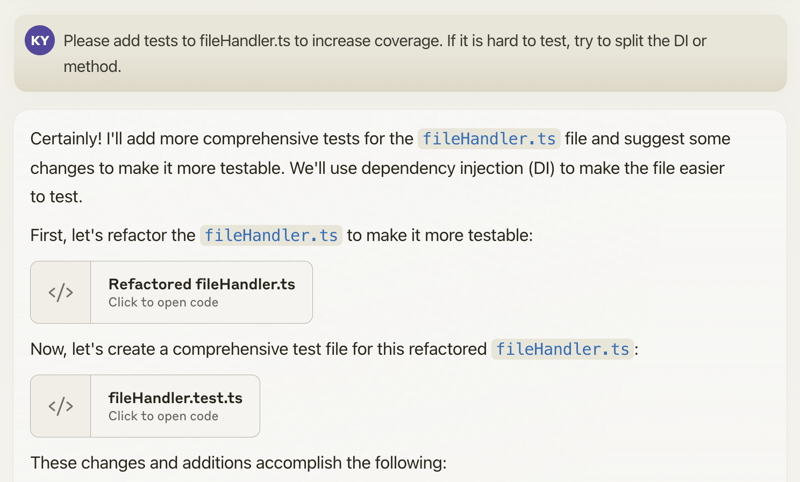 KY
Please add tests to fileHandler.ts to increase coverage. If it is hard to test, try to split the DI or
method.
Certainly! I'll add more comprehensive tests for the fileHandler.ts file and suggest some
changes to make it more testable. We'll use dependency injection (DI) to make the file easier
to test.
First, let's refactor the fileHandler.ts to make it more testable:
</>
Refactored fileHandler.ts
Click to open code
Now, let's create a comprehensive test file for this refactored fileHandler.ts:
</>
fileHandler.test.ts
Click to open code
These changes and additions accomplish the following: